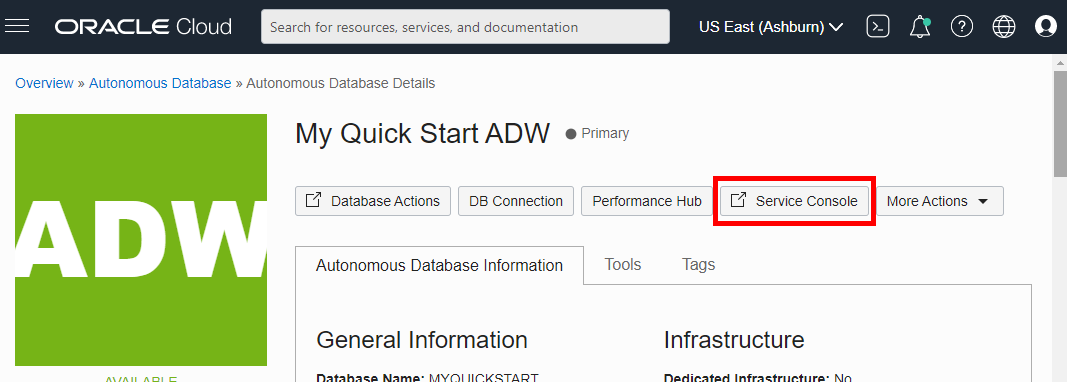 ORACLE Cloud
Search for resources, services, and documentation
US East (Ashburn)
Overview » Autonomous Database » Autonomous Database Details
ADW
AVAILABLE
My Quick Start ADW
Primary
Database Actions
DB Connection
Performance Hub
Service Console
More Actions
Autonomous Database Information
Tools
Tags
General Information
Database Name: MYQUICKSTART
Infrastructure
Dedicated Infrastructure: No